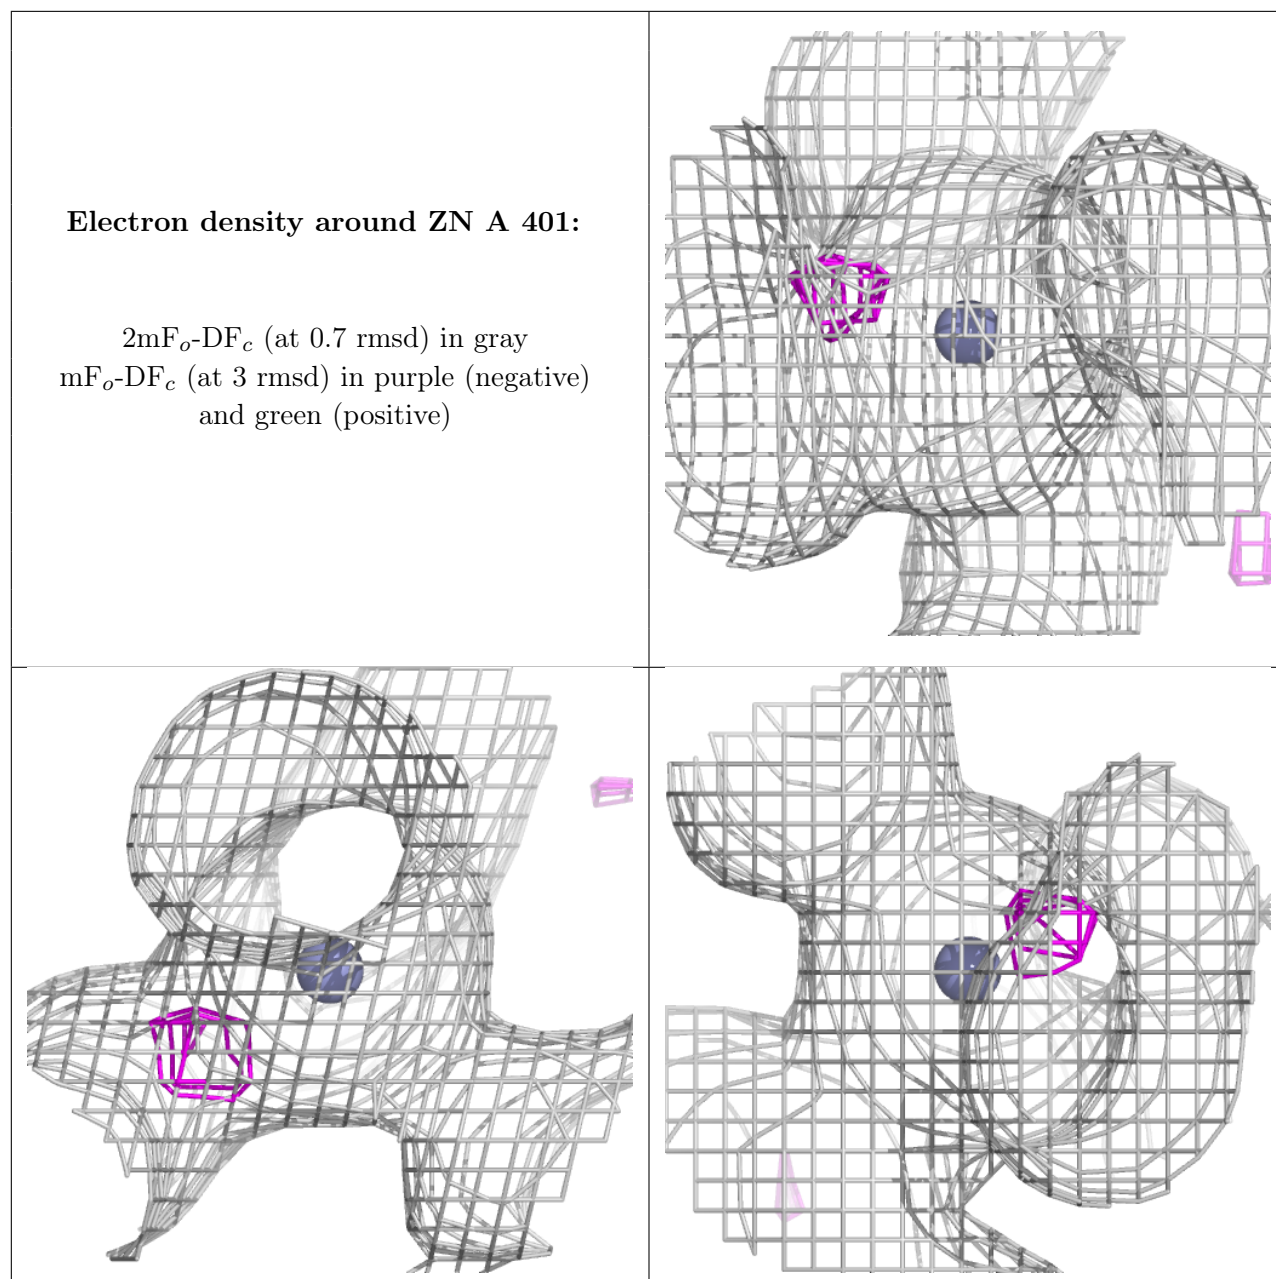 Electron density around ZN A 401:
2mFo-DFc (at 0.7 rmsd) in gray
mFo-DFc (at 3 rmsd) in purple (negative)
and green (positive)